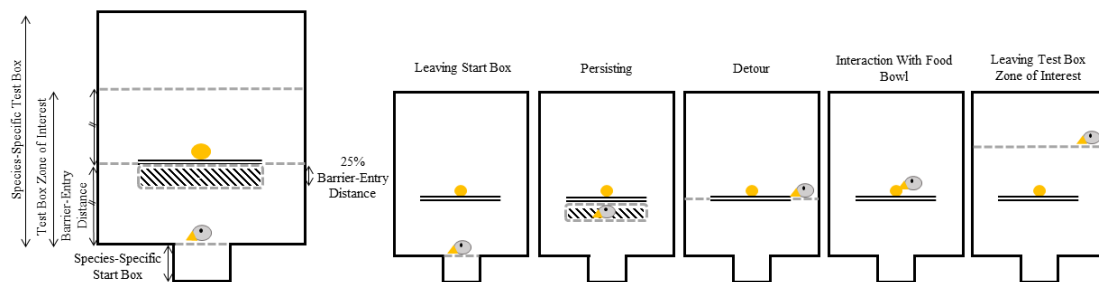 Species-Specific Test Box
Test Box Zone of Interest
Barrier-Entry
Distance
Species-Specific
Start Box
25%
Barrier-Entry
Distance
Leaving Start Box
Persisting
Detour
Interaction With Food
Bowl
Leaving Test Box
Zone of Interest